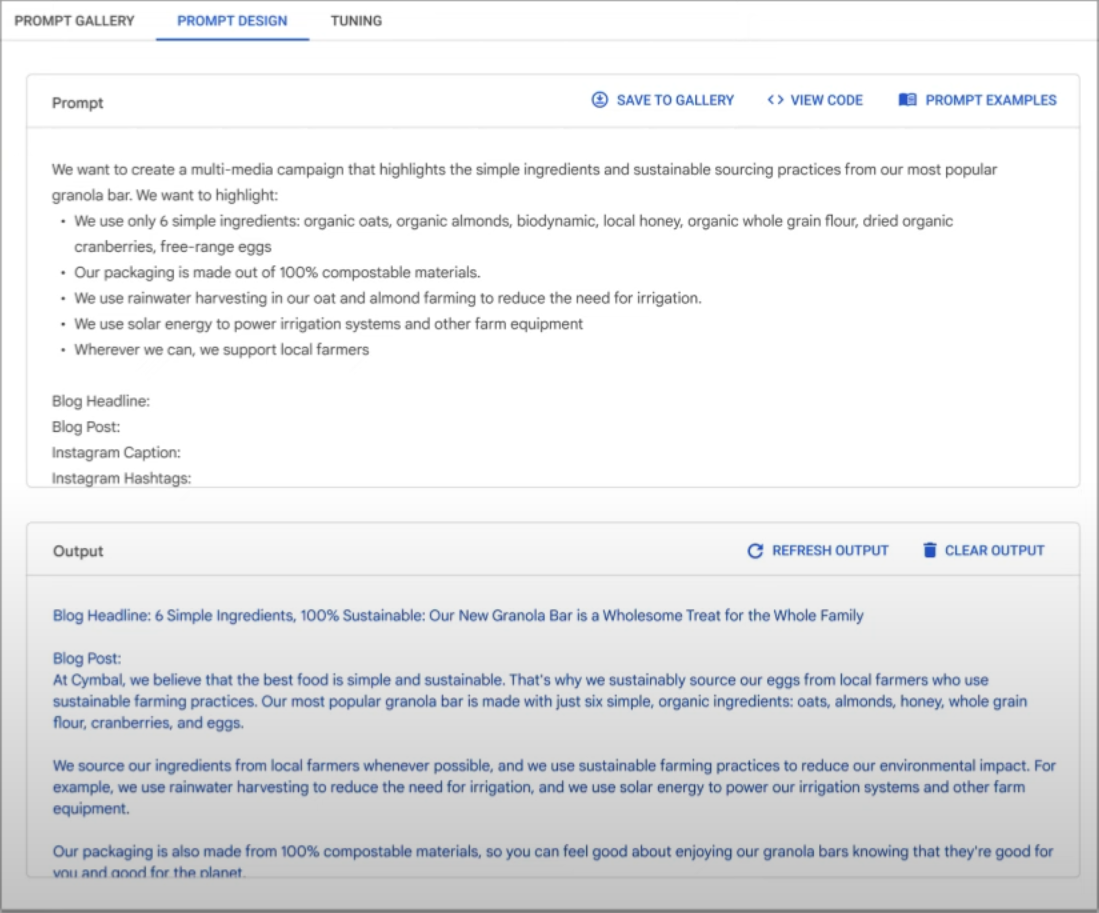 PROMPT GALLERY PROMPT DESIGN TUNING
Prompt SAVE TO GALLERY <> VIEW CODE PROMPT EXAMPLES
We want to create a multi-media campaign that highlights the simple ingredients and sustainable sourcing practices from our most popular
granola bar. We want to highlight:
• We use only 6 simple ingredients: organic oats, organic almonds, biodynamic, local honey, organic whole grain flour, dried organic
cranberries, free-range eggs
• Our packaging is made out of 100% compostable materials.
• We use rainwater harvesting in our oat and almond farming to reduce the need for irrigation.
• We use solar energy to power irrigation systems and other farm equipment
• Wherever we can, we support local farmers
Blog Headline:
Blog Post:
Instagram Caption:
Instagram Hashtags:
Output REFRESH OUTPUT CLEAR OUTPUT
Blog Headline: 6 Simple Ingredients, 100% Sustainable: Our New Granola Bar is a Wholesome Treat for the Whole Family
Blog Post:
At Cymbal, we believe that the best food is simple and sustainable. That's why we sustainably source our eggs from local farmers who use
sustainable farming practices. Our most popular granola bar is made with just six simple, organic ingredients: oats, almonds, honey, whole grain
flour, cranberries, and eggs.
We source our ingredients from local farmers whenever possible, and we use sustainable farming practices to reduce our environmental impact. For
example, we use rainwater harvesting to reduce the need for irrigation, and we use solar energy to power our irrigation systems and other farm
equipment.
Our packaging is also made from 100% compostable materials, so you can feel good about enjoying our granola bars knowing that they're good for
you and good for the planet.